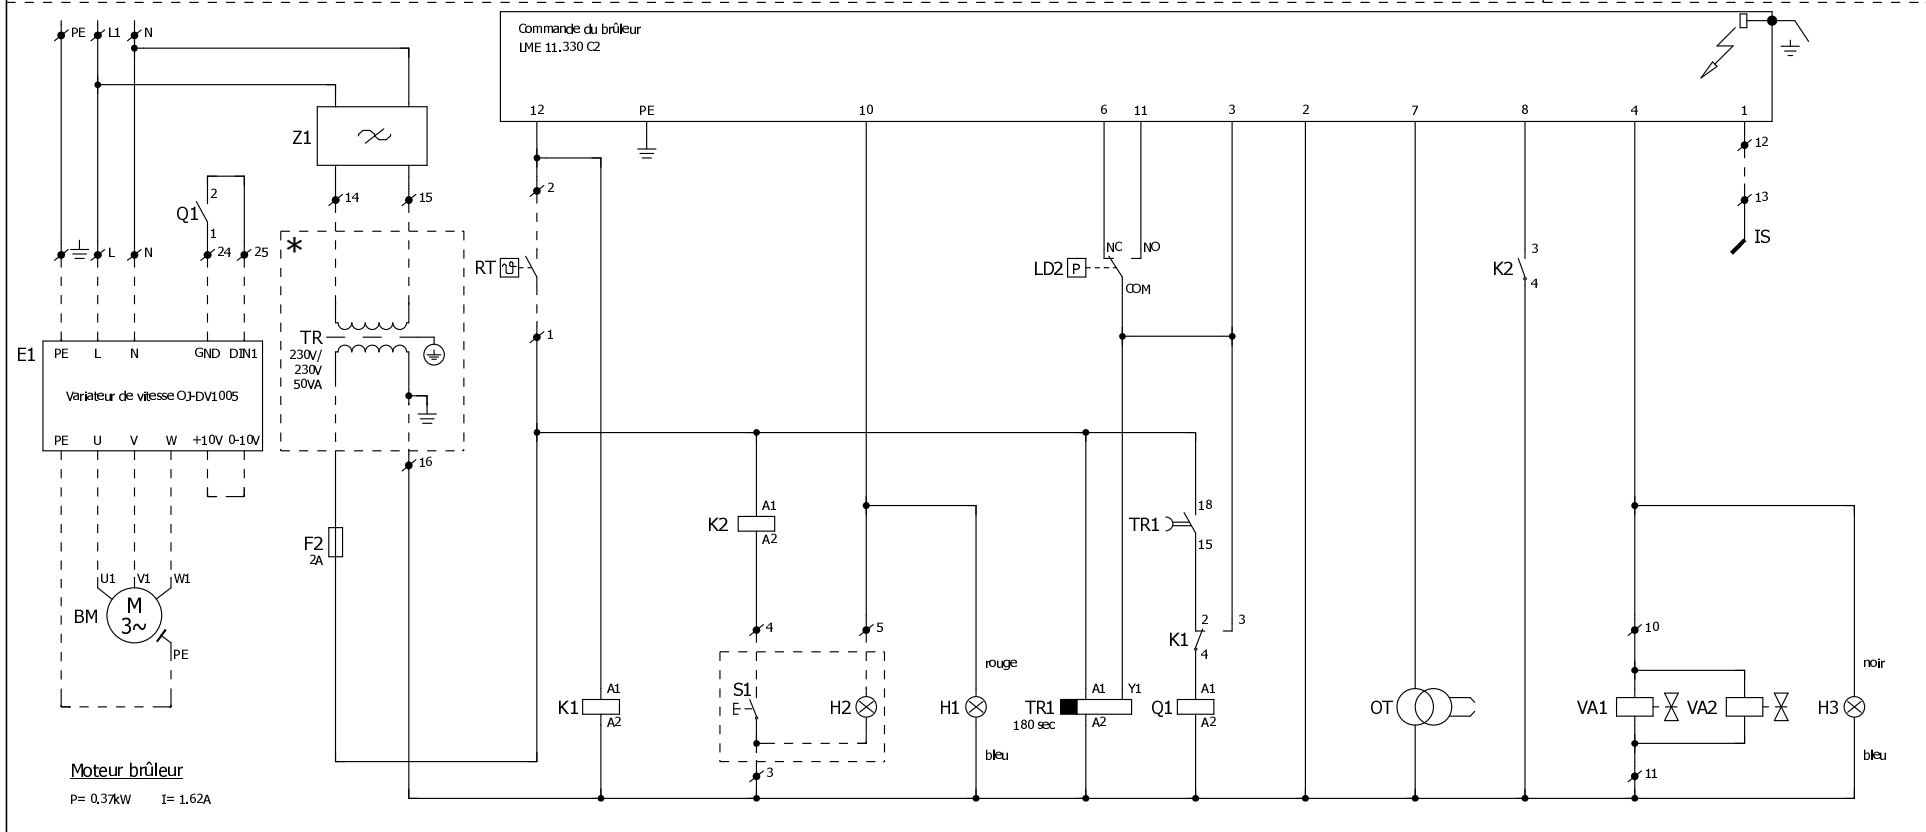 Commande du brûleur
LME 11.330 C2
PE L1 N
12 PE 10 6 11 3 2 7 8 4 1
Z1
12
14 15
2
13
Q1 2
1
24 25
L N
IS
NC NO
RT
LD2 P
COM
K2 3
4
1
TR
230V/
230V
50VA
E1 PE L N GND DIN1
Variateur de vitesse OJ-DV1005
PE U V W +10V 0-10V
16
*
F2
2A
K2 A1
A2
TR1 18
15
U1 V1 W1
BM M
3~
PE
4 5
K1 2 3
4
10
rouge
noir
K1 A1
A2
S1
E
H2
H1
TR1
180 sec
A1 Y1
A2
Q1 A1
A2
OT
VA1 VA2
H3
bleu
bleu
3
11
Moteur brûleur
P= 0.37kW I= 1.62A